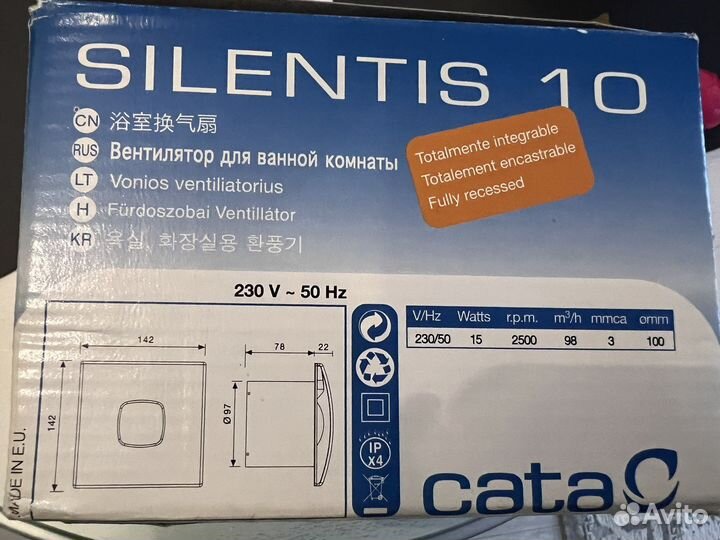 SILENTIS 10
CN 浴室换气扇
RUS Вентилятор для ванной комнаты
LT Vonios ventiliatorius
H Fürdoszobai Ventillátor
KR 욕실, 화장실용 환풍기
Totalmente integrable
Totalement encastrable
Fully recessed
230 V ~ 50 Hz
142
142
78
22
Ø 97
V/Hz Watts r.p.m. m³/h mmca ømm
230/50 15 2500 98 3 100
IP
X4
MADE IN E.U.
cata
Avito